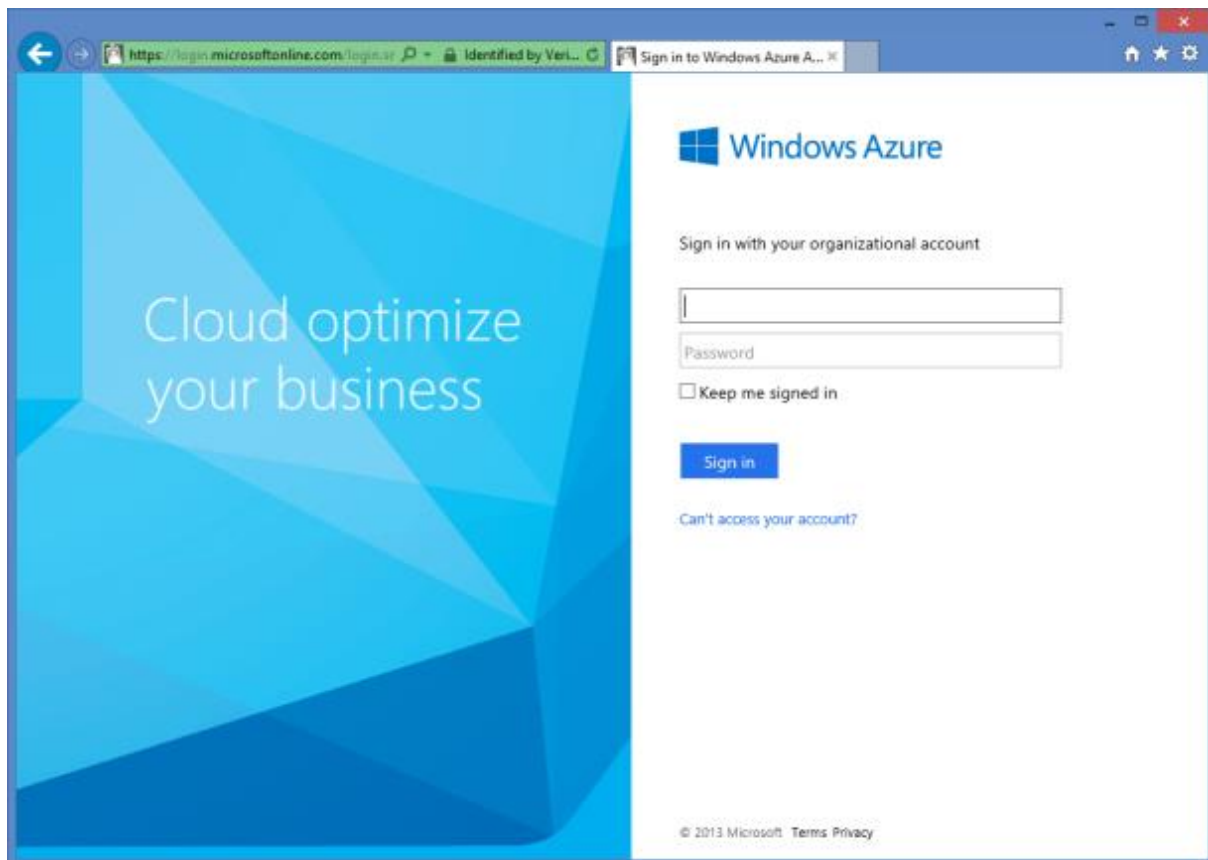 https://login.microsoftonline.com/login.sr
Identified by Veri...
Sign in to Windows Azure A...
Windows Azure
Sign in with your organizational account
Cloud optimize
your business
Password
Keep me signed in
Sign in
Can't access your account?
© 2013 Microsoft Terms Privacy